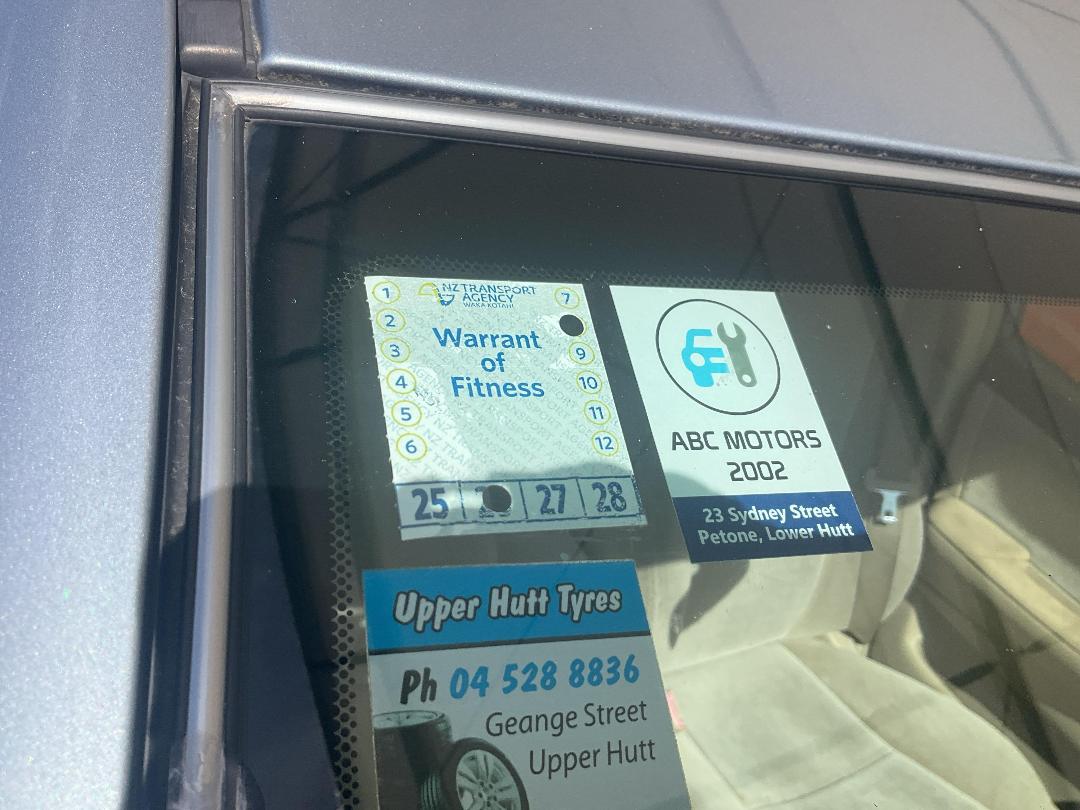 NZ TRANSPORT
AGENCY
WAKA KOTAHI
Warrant
of
Fitness
1
2
3
4
5
6
7
9
10
11
12
25 27 28
ABC MOTORS
2002
23 Sydney Street
Petone, Lower Hutt
Upper Hutt Tyres
Ph 04 528 8836
Geange Street
Upper Hutt